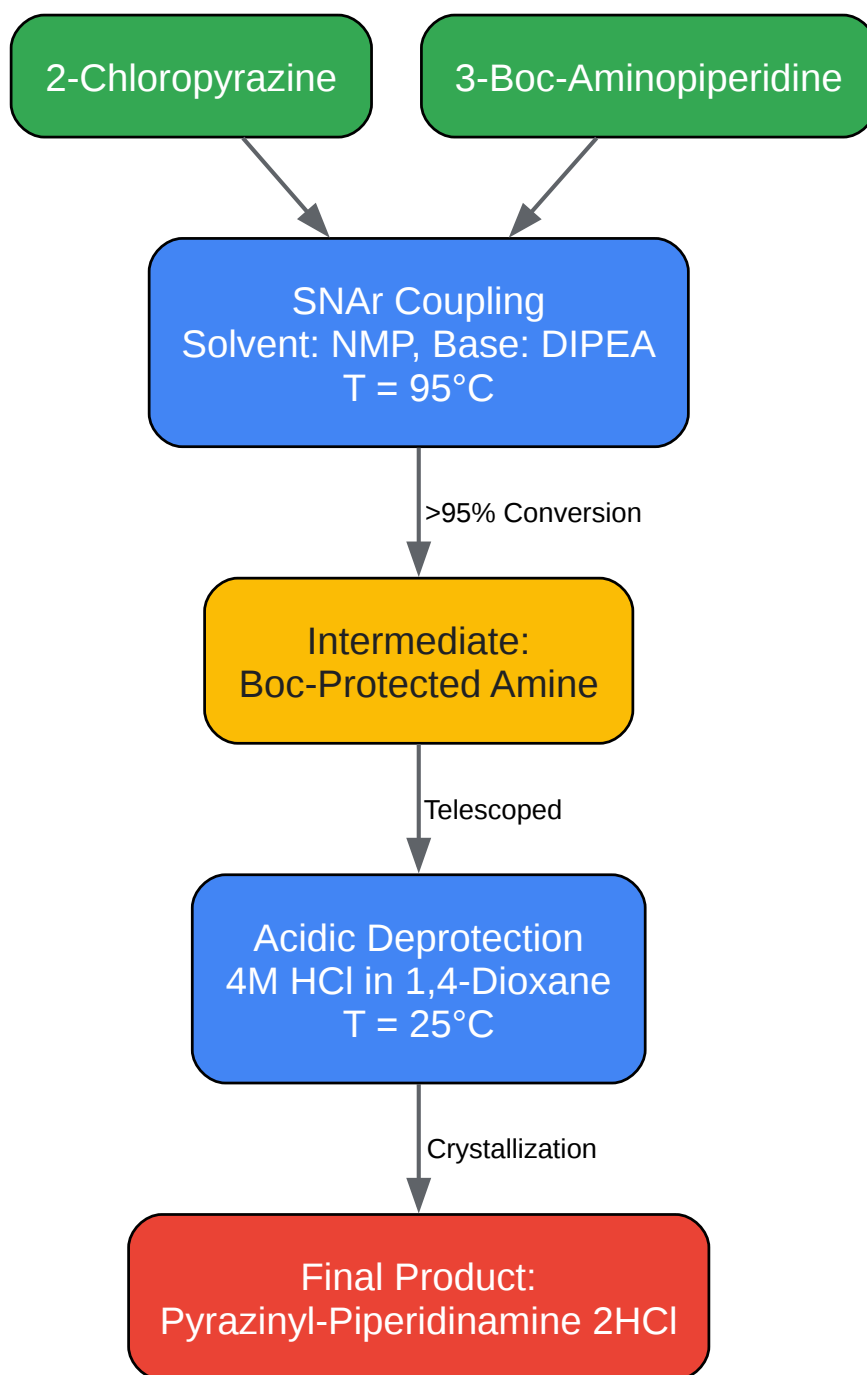 2-Chloropyrazine
3-Boc-Aminopiperidine
SNAr Coupling
Solvent: NMP, Base: DIPEA
T = 95°C
>95% Conversion
Intermediate:
Boc-Protected Amine
Telescoped
Acidic Deprotection
4M HCl in 1,4-Dioxane
T = 25°C
Crystallization
Final Product:
Pyrazinyl-Piperidinamine 2HCl